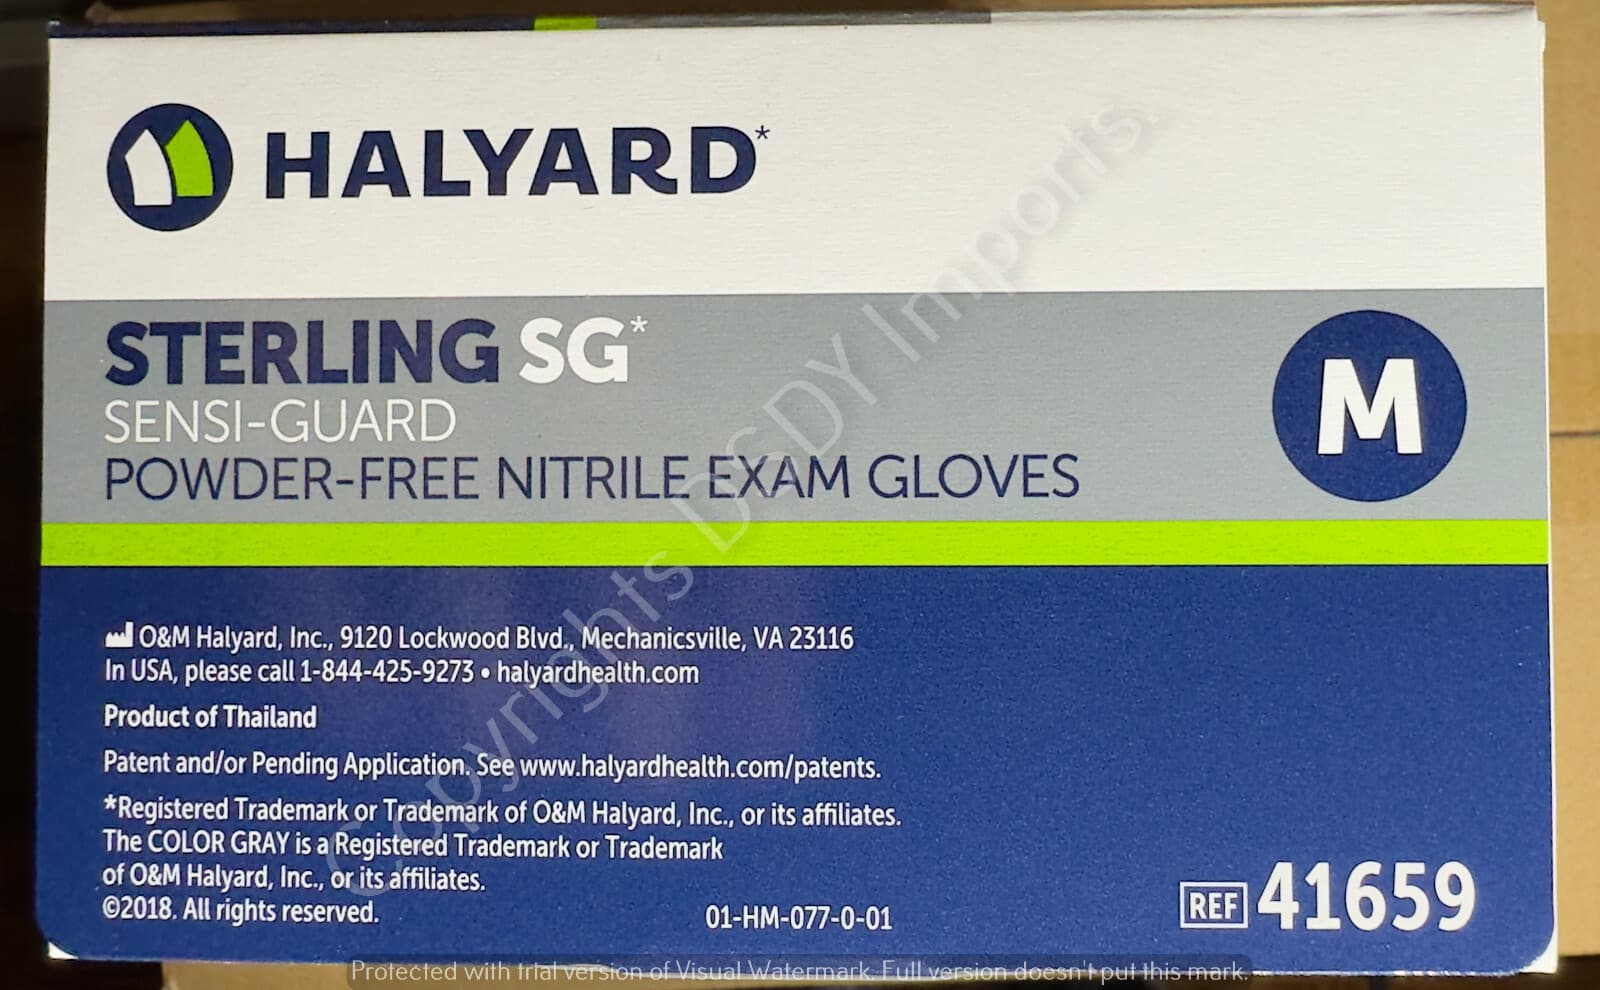 HALYARD*
STERLING SG*
SENSI-GUARD
POWDER-FREE NITRILE EXAM GLOVES
M
O&M Halyard, Inc., 9120 Lockwood Blvd., Mechanicsville, VA 23116
In USA, please call 1-844-425-9273 • halyardhealth.com
Product of Thailand
Patent and/or Pending Application. See www.halyardhealth.com/patents.
*Registered Trademark or Trademark of O&M Halyard, Inc., or its affiliates.
The COLOR GRAY is a Registered Trademark or Trademark
of O&M Halyard, Inc., or its affiliates.
©2018. All rights reserved.
01-HM-077-0-01
REF 41659
Copyrights DSDY Imports.
Protected with trial version of Visual Watermark. Full version doesn't put this mark.